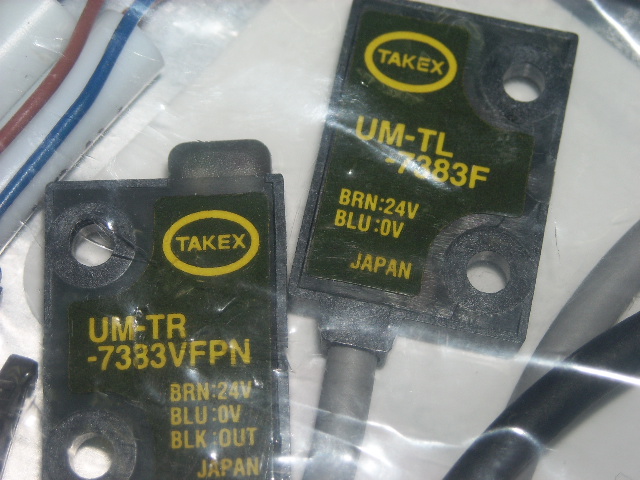 TAKEX
UM-TL
-7383F
BRN:24V
BLU:0V
JAPAN
TAKEX
UM-TR
-7383VFPN
BRN:24V
BLU:0V
BLK:OUT
JAPAN